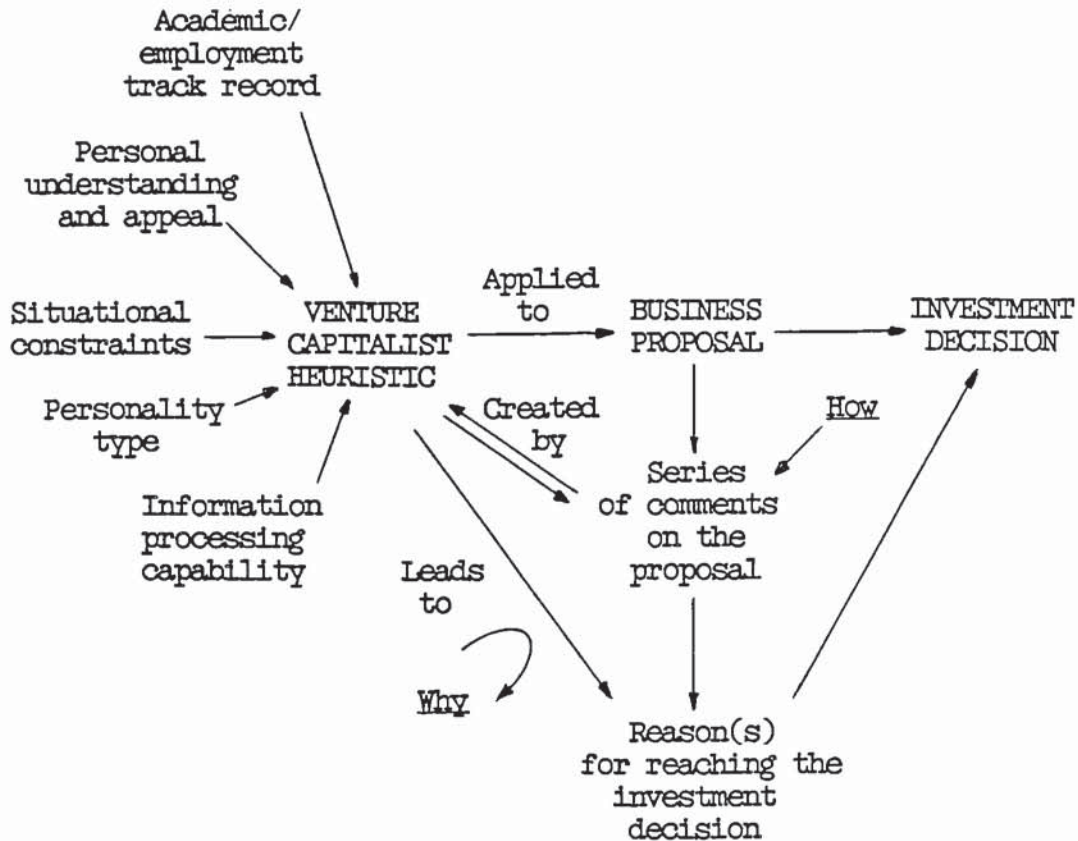 Academic/
employment
track record
Personal
understanding
and appeal
Situational
constraints
Personality
type
Information
processing
capability
VENTURE
CAPITALIST
HEURISTIC
Applied
to
BUSINESS
PROPOSAL
INVESTMENT
DECISION
Created
by
How
Series
of comments
on the
proposal
Leads
to
Why
Reason(s)
for reaching the
investment
decision